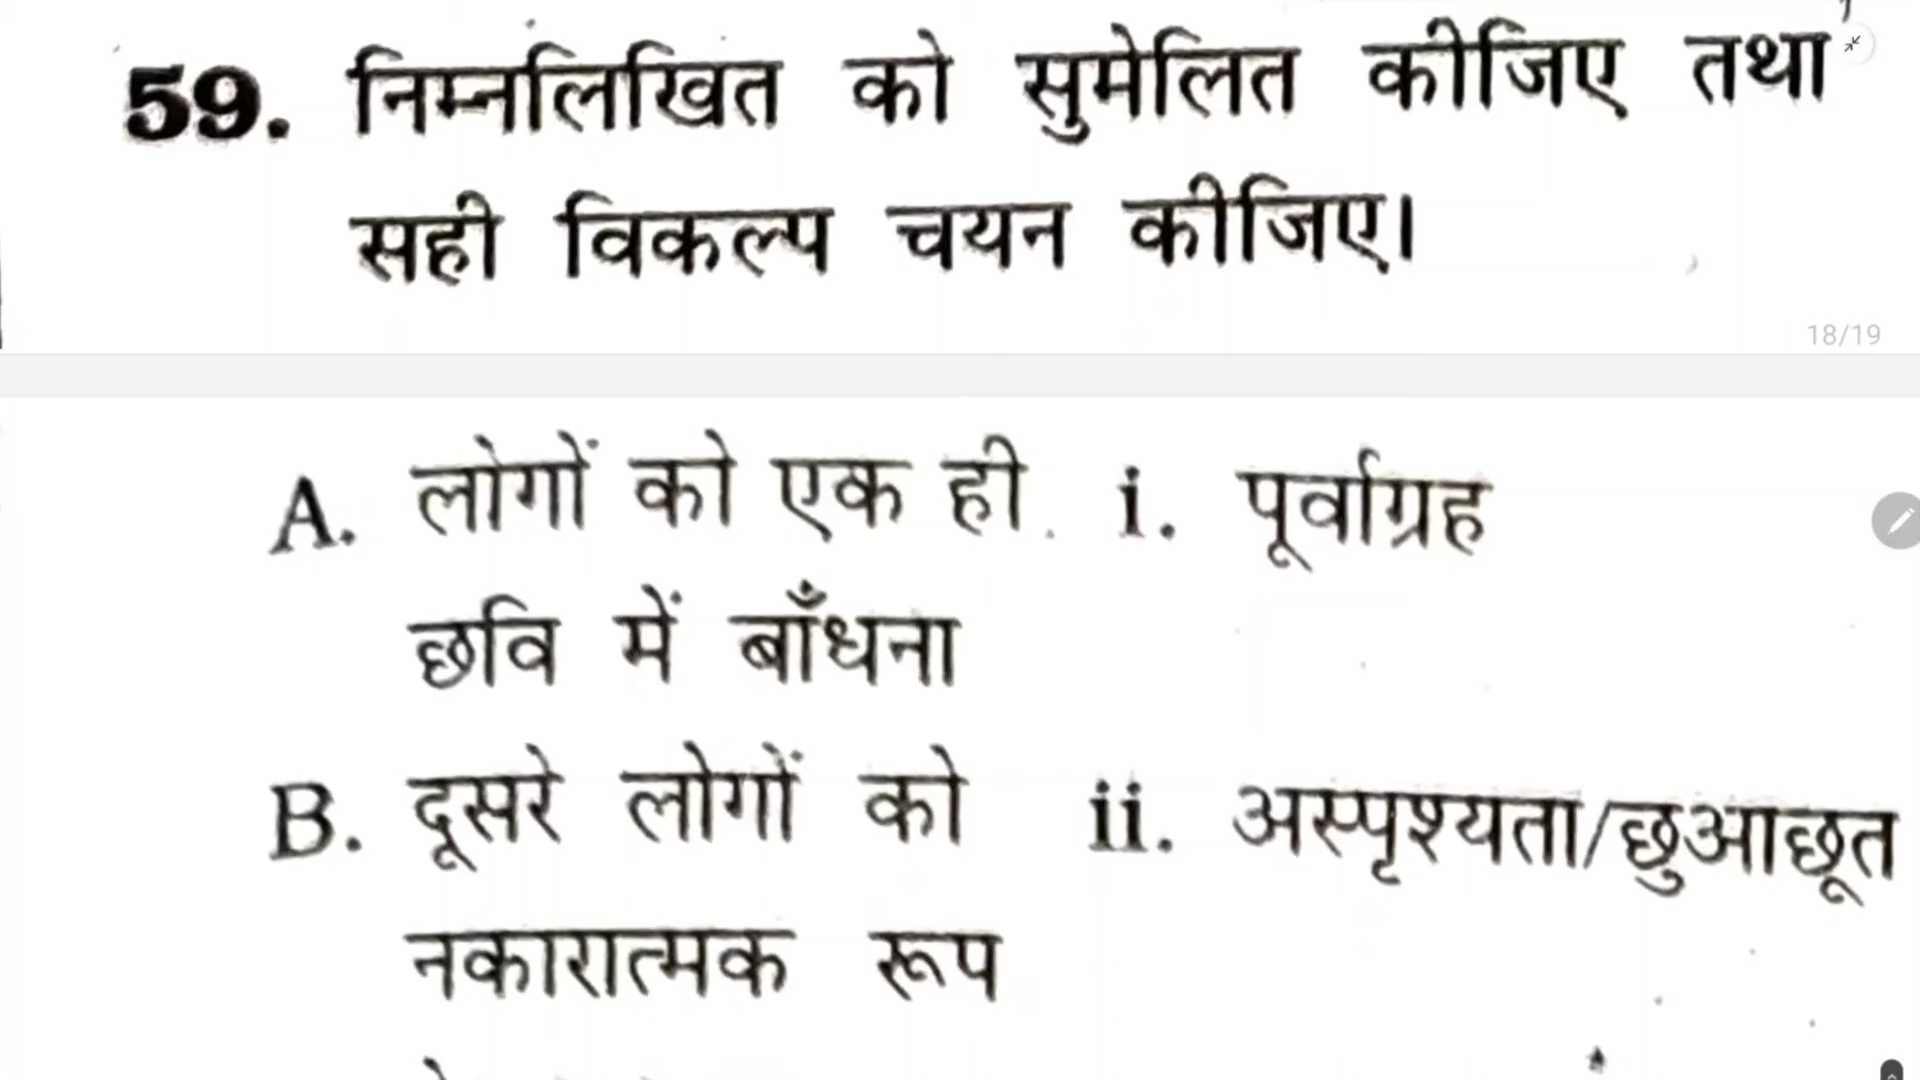 59. निम्नलिखित को सुमेलित कीजिए तथा
सही विकल्प चयन कीजिए।
18/19
A. लोगों को एक ही i. पूर्वाग्रह
छवि में बाँधना
B. दूसरे लोगों को ii. अस्पृश्यता/छुआछूत
नकारात्मक रूप